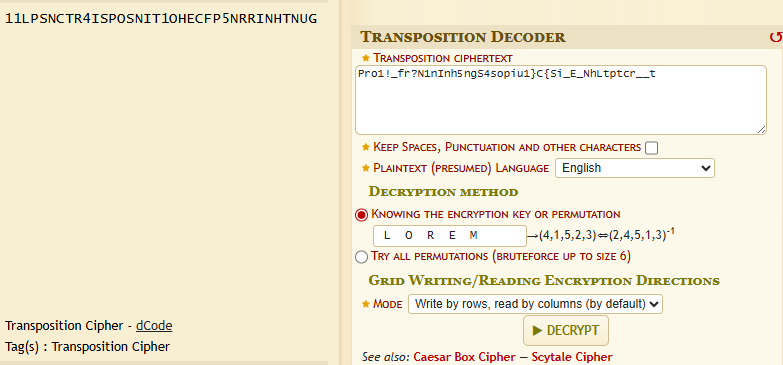 11LPSNCTR4ISPOSNIT1OHECFP5NRRINHTNUG
Transposition Cipher - dCode
Tag(s) : Transposition Cipher
TRANSPOSITION DECODER
★ TRANSPOSITION CIPHERTEXT
Pro1!_fr?N1nInh5ngS4sopiu1}C{Si_E_NhLtptcr__t
★ KEEP SPACES, PUNCTUATION AND OTHER CHARACTERS
★ PLAINTEXT (PRESUMED) LANGUAGE English
DECRYPTION METHOD
KNOWING THE ENCRYPTION KEY OR PERMUTATION
L O R E M →(4,1,5,2,3)⇔(2,4,5,1,3)⁻¹
TRY ALL PERMUTATIONS (BRUTEFORCE UP TO SIZE 6)
GRID WRITING/READING ENCRYPTION DIRECTIONS
★ MODE Write by rows, read by columns (by default)
▶ DECRYPT
See also: Caesar Box Cipher — Scytale Cipher